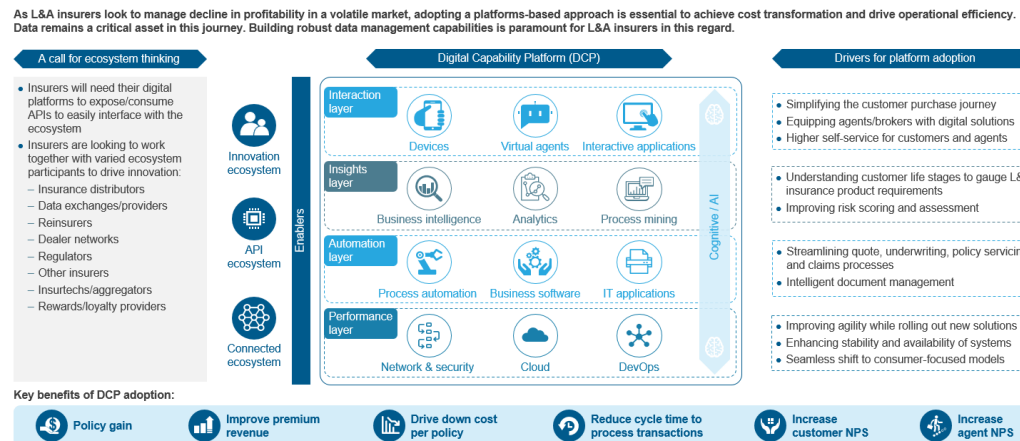 As L&A insurers look to manage decline in profitability in a volatile market, adopting a platforms-based approach is essential to achieve cost transformation and drive operational efficiency.
Data remains a critical asset in this journey. Building robust data management capabilities is paramount for L&A insurers in this regard.
A call for ecosystem thinking
• Insurers will need their digital
platforms to expose/consume
APIs to easily interface with the
ecosystem
• Insurers are looking to work
together with varied ecosystem
participants to drive innovation:
– Insurance distributors
– Data exchanges/providers
– Reinsurers
– Dealer networks
– Regulators
– Other insurers
– Insurtechs/aggregators
– Rewards/loyalty providers
Innovation
ecosystem
API
ecosystem
Connected
ecosystem
Enablers
Digital Capability Platform (DCP)
Interaction
layer
Devices
Virtual agents
Interactive applications
Insights
layer
Business intelligence
Analytics
Process mining
Automation
layer
Process automation
Business software
IT applications
Performance
layer
Network & security
Cloud
DevOps
Cognitive / AI
Drivers for platform adoption
• Simplifying the customer purchase journey
• Equipping agents/brokers with digital solutions
• Higher self-service for customers and agents
• Understanding customer life stages to gauge
insurance product requirements
• Improving risk scoring and assessment
• Streamlining quote, underwriting, policy
and claims processes
• Intelligent document management
• Improving agility while rolling out new solutions
• Enhancing stability and availability of systems
• Seamless shift to consumer-focused models
Key benefits of DCP adoption:
Policy gain
Improve premium
revenue
Drive down cost
per policy
Reduce cycle time to
process transactions
Increase
customer NPS
Increase
agent NPS